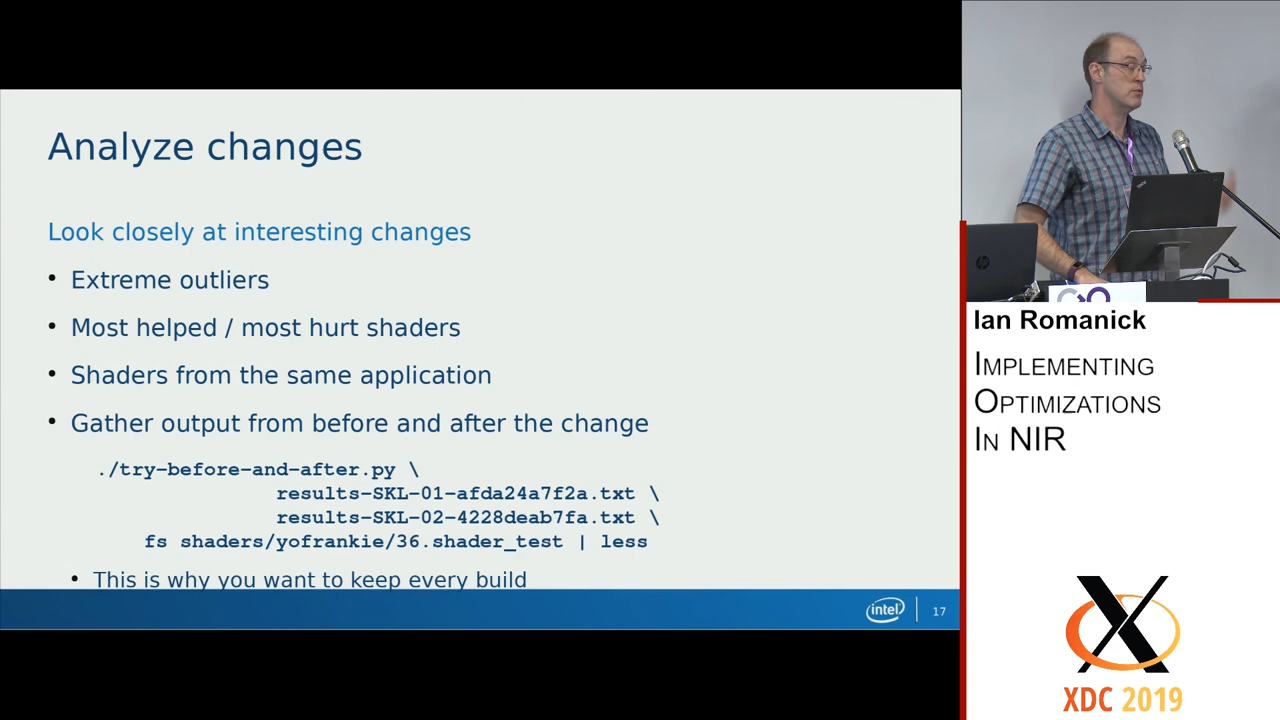 Analyze changes
Look closely at interesting changes
• Extreme outliers
• Most helped / most hurt shaders
• Shaders from the same application
• Gather output from before and after the change
./try-before-and-after.py \
results-SKL-01-afda24a7f2a.txt \
results-SKL-02-4228deab7fa.txt \
fs shaders/yofrankie/36.shader_test | less
• This is why you want to keep every build
intel
17
hp
Ian Romanick
IMPLEMENTING
OPTIMIZATIONS
IN NIR
XDC 2019